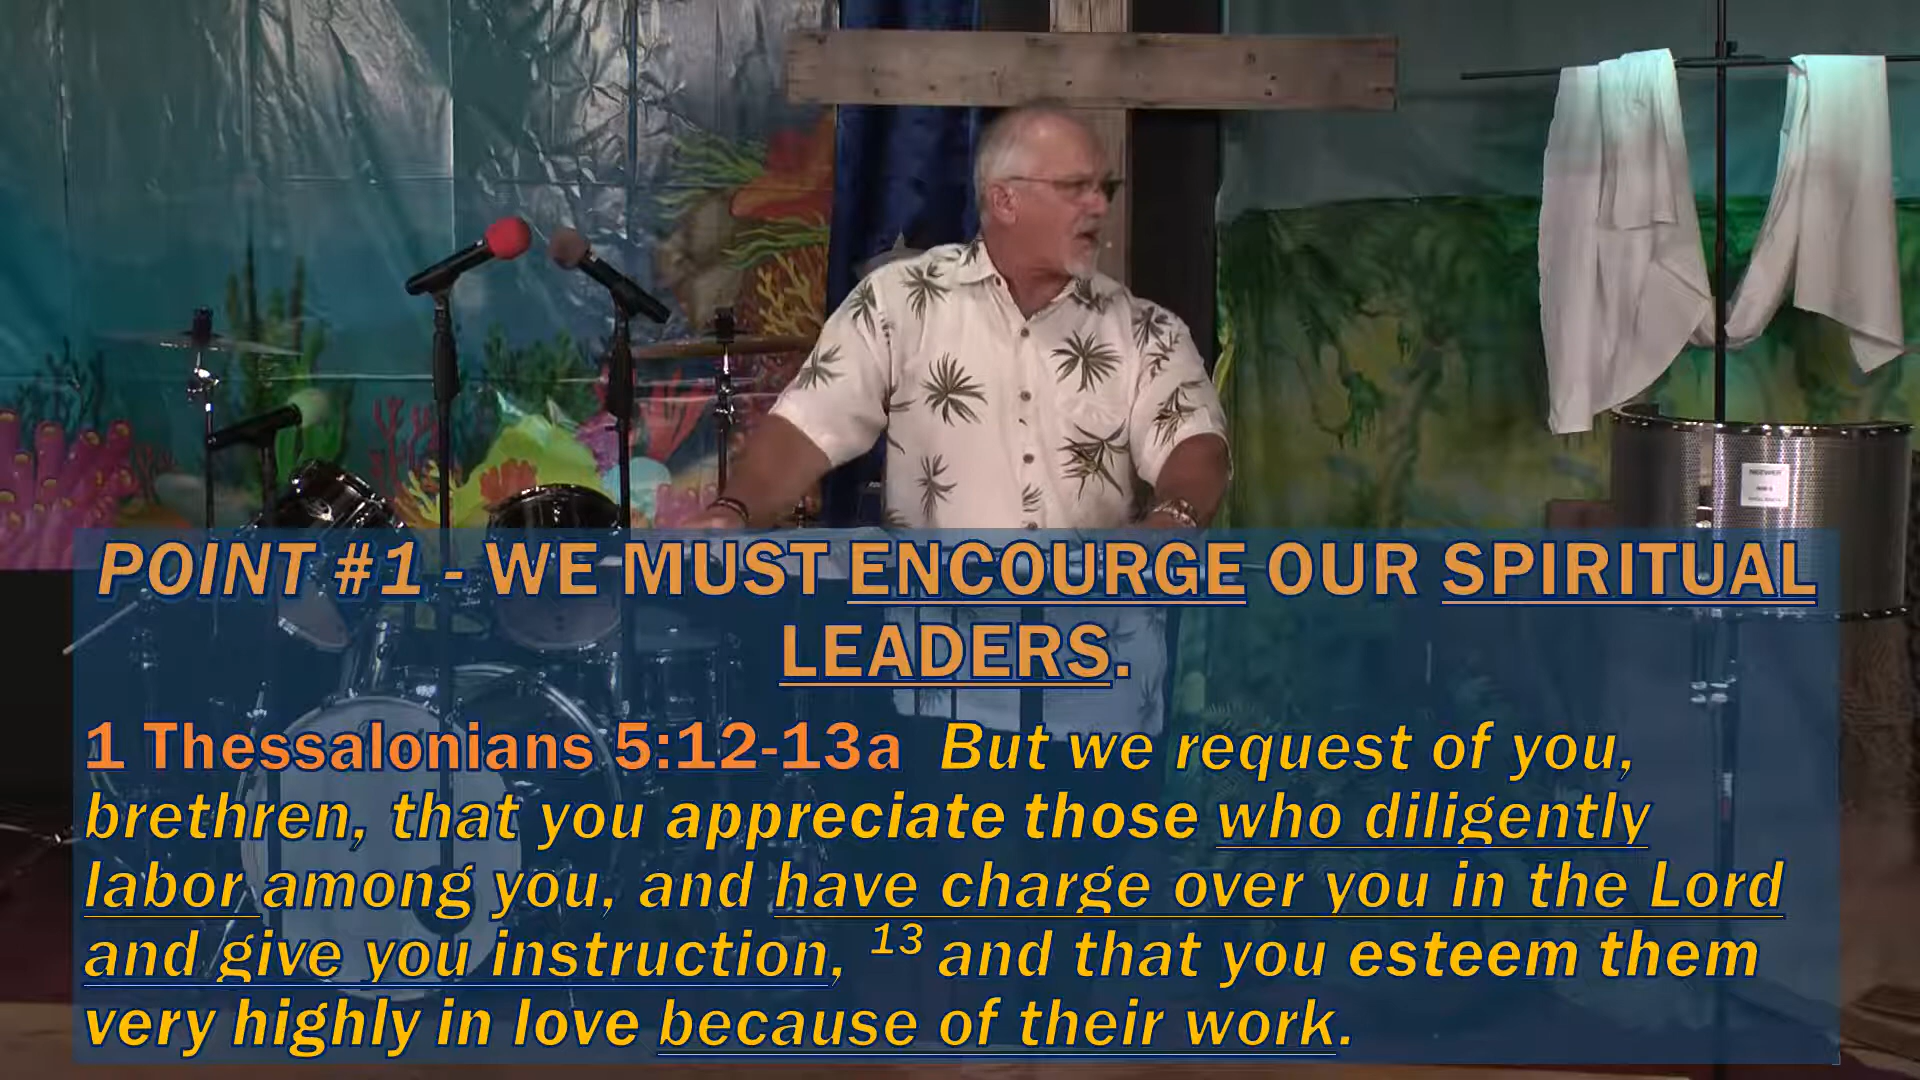 POINT #1 - WE MUST ENCOURGE OUR SPIRITUAL
LEADERS.
1 Thessalonians 5:12-13a But we request of you,
brethren, that you appreciate those who diligently
labor among you, and have charge over you in the Lord
and give you instruction, 13 and that you esteem them
very highly in love because of their work.